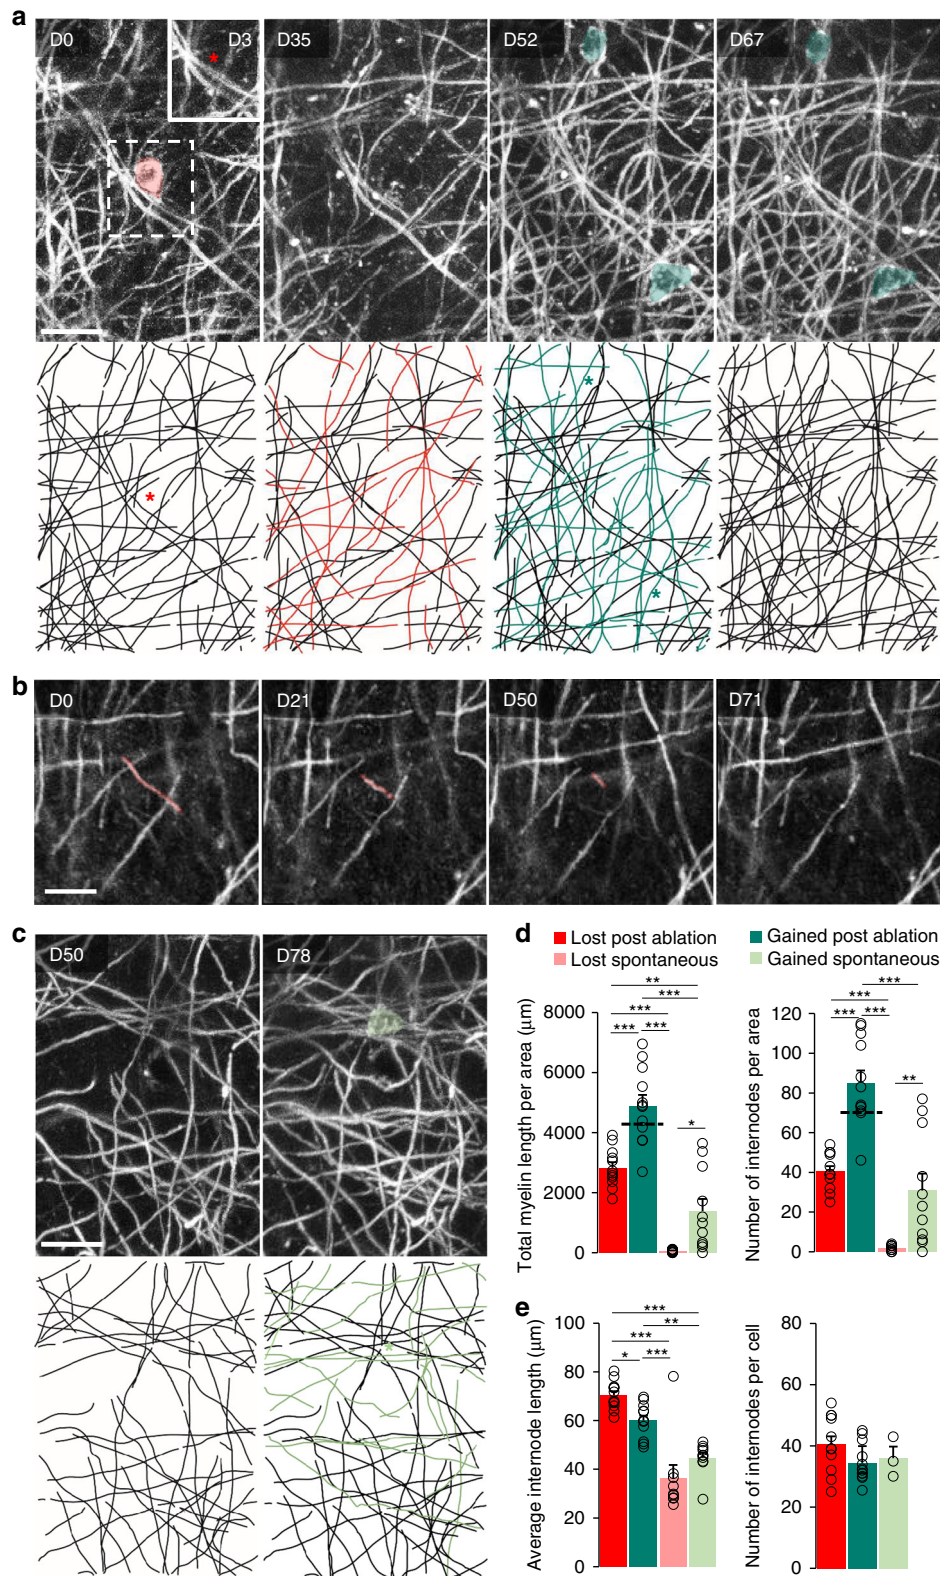 a
D0
D3
*
D35
D52
D67
*
*
*
b
D0
D21
D50
D71
c
D50
D78
*
d
Lost post ablation
Lost spontaneous
Gained post ablation
Gained spontaneous
Total myelin length per area (µm)
8000
6000
4000
2000
0
**
***
***
*** ***
*
Number of internodes per area
120
100
80
60
40
20
0
***
***
*** ***
**
e
Average internode length (µm)
100
80
60
40
20
0
***
**
***
* ***
Number of internodes per cell
80
60
40
20
0